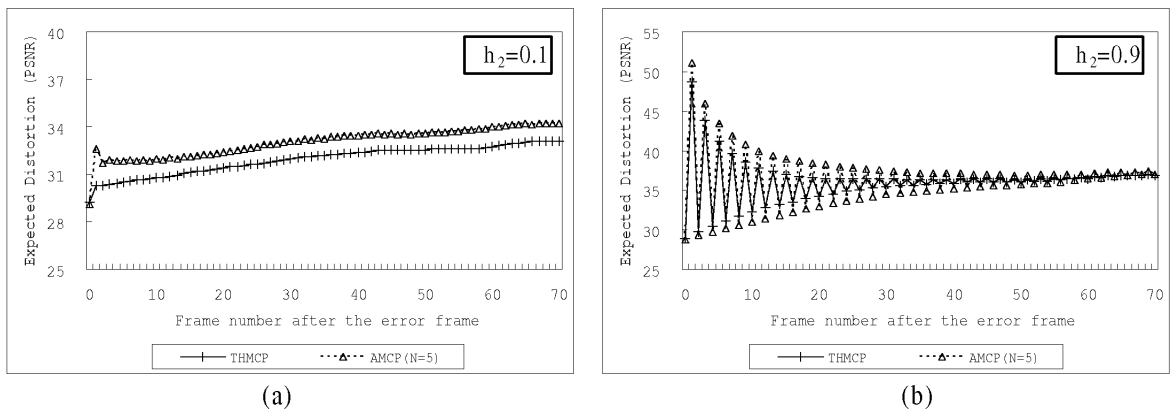 40
37
34
31
28
25
Expected Distortion (PSNR)
h2=0.1
0 10 20 30 40 50 60 70
Frame number after the error frame
THMCP AMCP(N=5)
(a)
55
50
45
40
35
30
25
Expected Distortion (PSNR)
h2=0.9
0 10 20 30 40 50 60 70
Frame number after the error frame
THMCP AMCP(N=5)
(b)